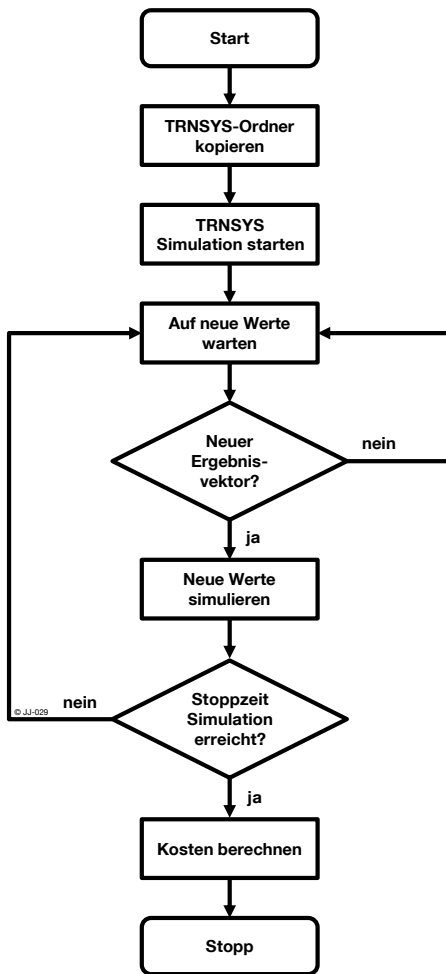 Start
TRNSYS-Ordner
kopieren
TRNSYS
Simulation starten
Auf neue Werte
warten
Neuer
Ergebnis-
vektor?
nein
ja
Neue Werte
simulieren
nein
© JJ-029
Stoppzeit
Simulation
erreicht?
ja
Kosten berechnen
Stopp